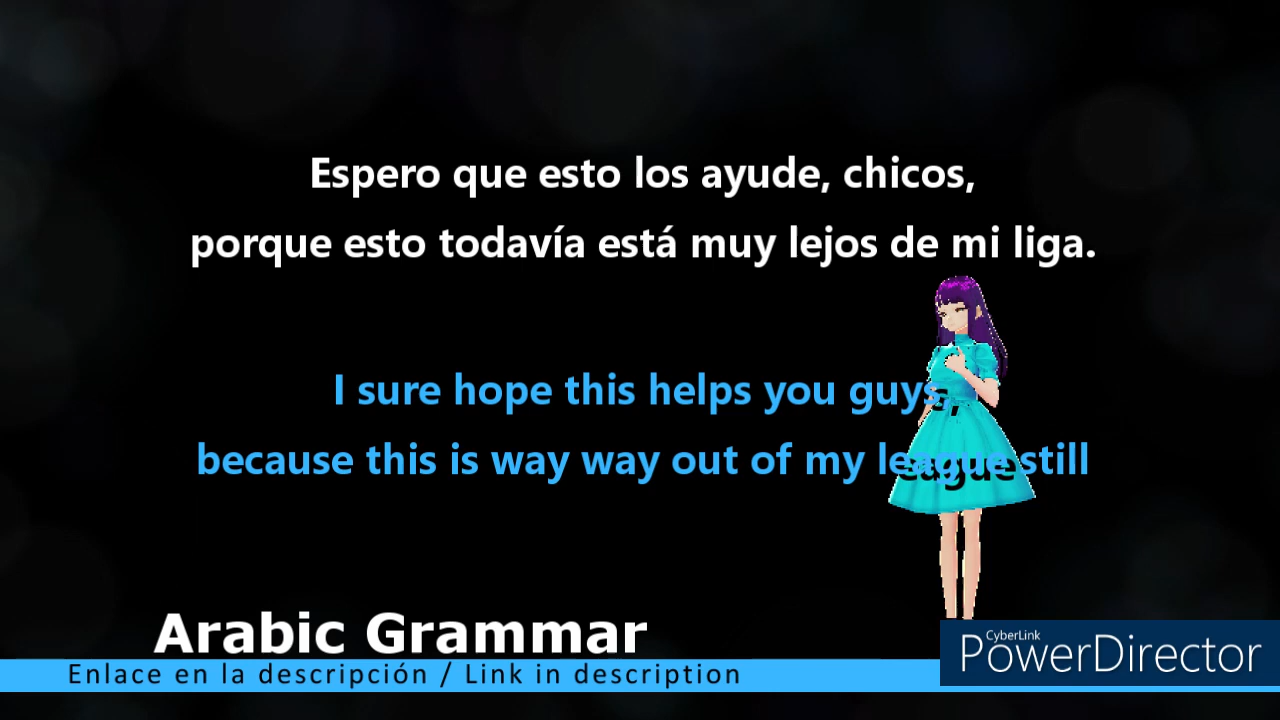 Espero que esto los ayude, chicos,
porque esto todavía está muy lejos de mi liga.
I sure hope this helps you guys,
because this is way way out of my league still
Arabic Grammar
Enlace en la descripción / Link in description
CyberLink
PowerDirector